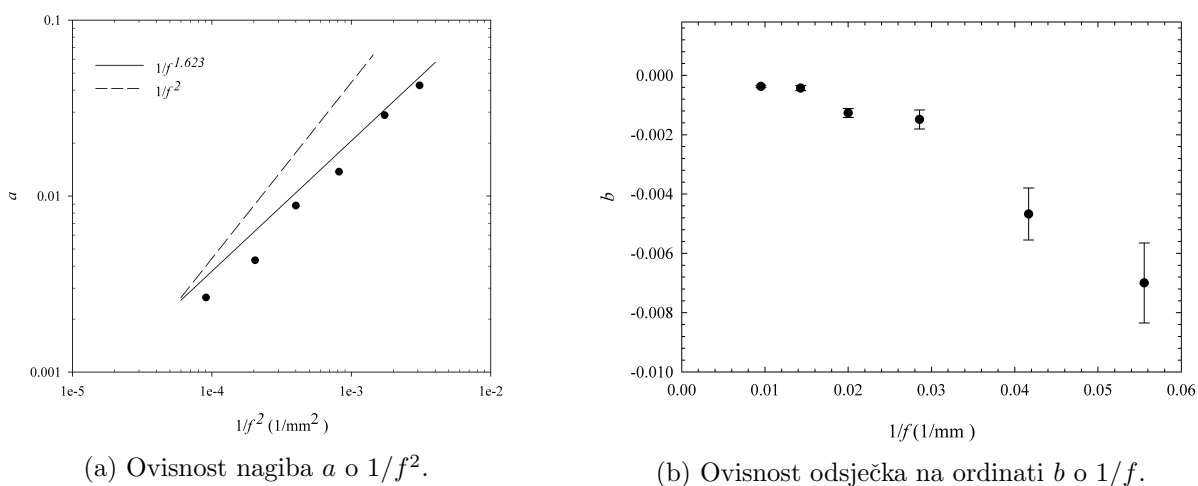 0.1
1/f^1.623
1/f^2
0.01
a
0.001
1e-5 1e-4 1e-3 1e-2
1/f^2 (1/mm^2 )
(a) Ovisnost nagiba a o 1/f^2.
0.000
-0.002
-0.004
b
-0.006
-0.008
-0.010
0.00 0.01 0.02 0.03 0.04 0.05 0.06
1/f (1/mm )
(b) Ovisnost odsječka na ordinati b o 1/f.